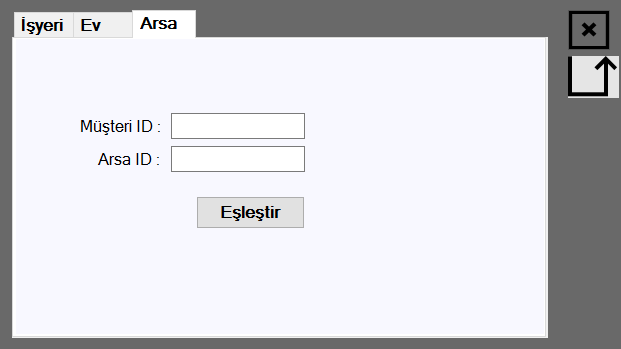 İşyeri Ev Arsa
Müşteri ID :
Arsa ID :
Eşleştir